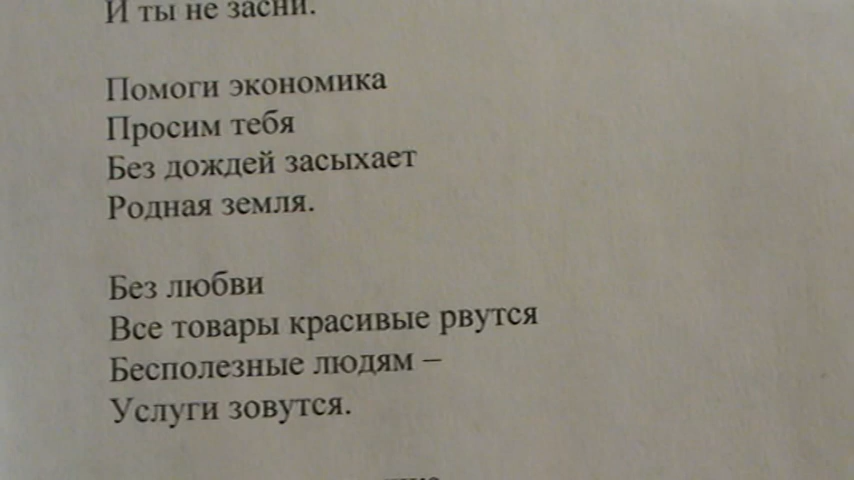 И ты не засни.
Помоги экономика
Просим тебя
Без дождей засыхает
Родная земля.
Без любви
Все товары красивые рвутся
Бесполезные людям –
Услуги зовутся.